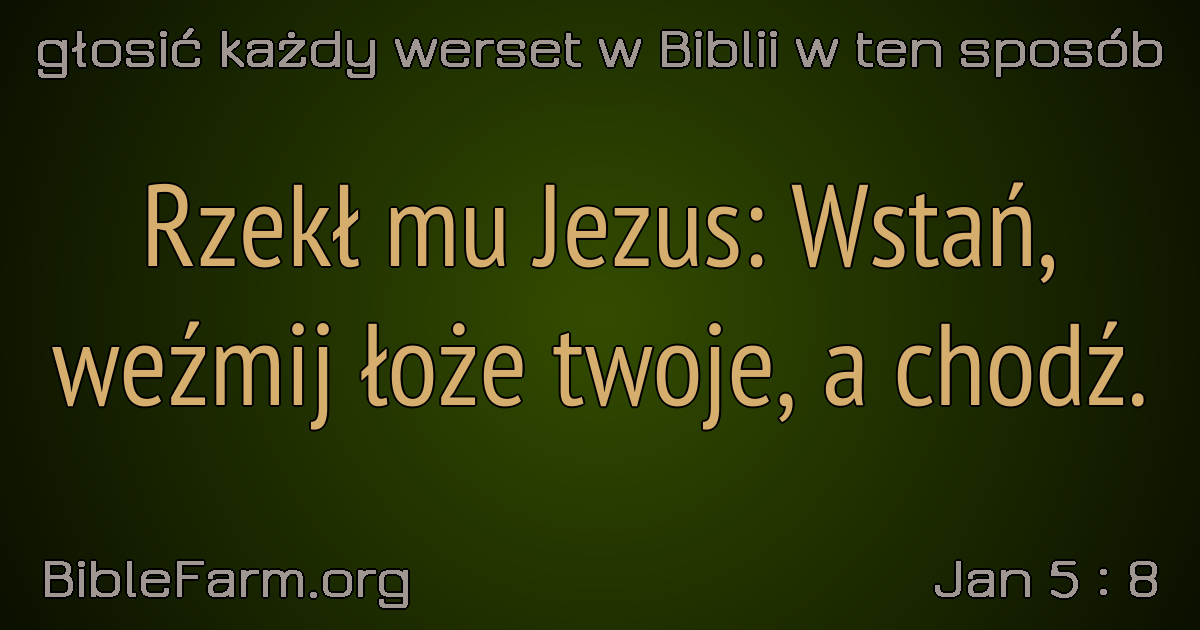 głosić każdy werset w Biblii w ten sposób
Rzekł mu Jezus: Wstań,
weźmij łoże twoje, a chodź.
BibleFarm.org
Jan 5 : 8